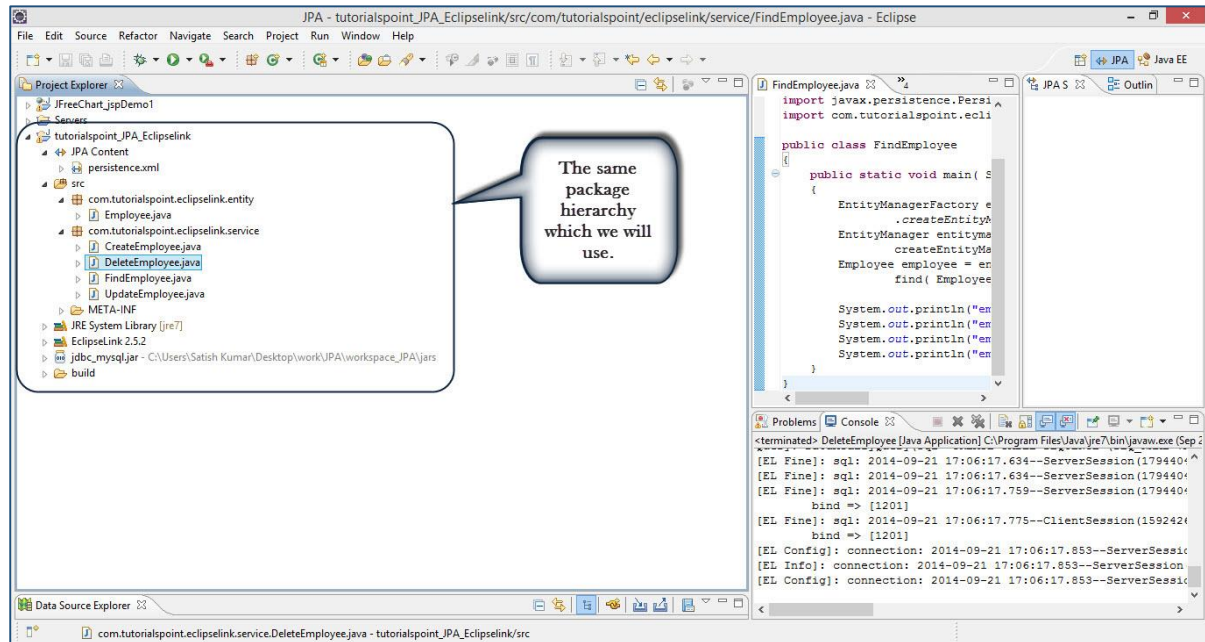 JPA - tutorialspoint_JPA_Eclipselink/src/com/tutorialspoint/eclipselink/service/FindEmployee.java - Eclipse
File Edit Source Refactor Navigate Search Project Run Window Help
JPA Java EE
Project Explorer
JFreeChart_jspDemo1
Servers
tutorialspoint_JPA_Eclipselink
JPA Content
persistence.xml
src
com.tutorialspoint.eclipselink.entity
Employee.java
com.tutorialspoint.eclipselink.service
CreateEmployee.java
DeleteEmployee.java
FindEmployee.java
UpdateEmployee.java
META-INF
JRE System Library [jre7]
EclipseLink 2.5.2
jdbc_mysql.jar - C:\Users\Satish Kumar\Desktop\work\JPA\workspace_JPA\jars
build
The same
package
hierarchy
which we will
use.
FindEmployee.java 4
import javax.persistence.Persi
import com.tutorialspoint.ecli
public class FindEmployee
{
public static void main( S
{
EntityManagerFactory e
.createEntityM
EntityManager entityma
createEntityMa
Employee employee = en
find( Employee
System.out.println("em
System.out.println("em
System.out.println("em
System.out.println("em
}
}
JPA S Outlin
Problems Console
<terminated> DeleteEmployee [Java Application] C:\Program Files\Java\jre7\bin\javaw.exe (Sep 2
[EL Fine]: sql: 2014-09-21 17:06:17.634--ServerSession(1794404
[EL Fine]: sql: 2014-09-21 17:06:17.634--ServerSession(1794404
[EL Fine]: sql: 2014-09-21 17:06:17.759--ServerSession(1794404
bind => [1201]
[EL Fine]: sql: 2014-09-21 17:06:17.775--ClientSession(1592426
bind => [1201]
[EL Config]: connection: 2014-09-21 17:06:17.853--ServerSessio
[EL Info]: connection: 2014-09-21 17:06:17.853--ServerSession
[EL Config]: connection: 2014-09-21 17:06:17.853--ServerSessio
Data Source Explorer
com.tutorialspoint.eclipselink.service.DeleteEmployee.java - tutorialspoint_JPA_Eclipselink/src